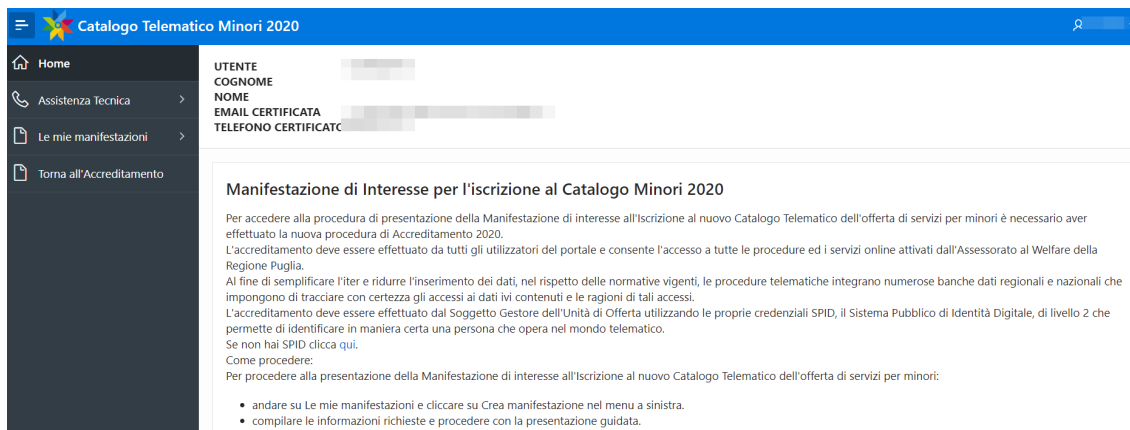 Catalogo Telematico Minori 2020
Home
Assistenza Tecnica
Le mie manifestazioni
Torna all'Accreditamento
UTENTE
COGNOME
NOME
EMAIL CERTIFICATA
TELEFONO CERTIFICATO
Manifestazione di Interesse per l'iscrizione al Catalogo Minori 2020
Per accedere alla procedura di presentazione della Manifestazione di interesse all'Iscrizione al nuovo Catalogo Telematico dell'offerta di servizi per minori è necessario aver
effettuato la nuova procedura di Accreditamento 2020.
L'accreditamento deve essere effettuato da tutti gli utilizzatori del portale e consente l'accesso a tutte le procedure ed i servizi online attivati dall'Assessorato al Welfare della
Regione Puglia.
Al fine di semplificare l'iter e ridurre l'inserimento dei dati, nel rispetto delle normative vigenti, le procedure telematiche integrano numerose banche dati regionali e nazionali che
impongono di tracciare con certezza gli accessi ai dati ivi contenuti e le ragioni di tali accessi.
L'accreditamento deve essere effettuato dal Soggetto Gestore dell'Unità di Offerta utilizzando le proprie credenziali SPID, il Sistema Pubblico di Identità Digitale, di livello 2 che
permette di identificare in maniera certa una persona che opera nel mondo telematico.
Se non hai SPID clicca qui.
Come procedere:
Per procedere alla presentazione della Manifestazione di interesse all'Iscrizione al nuovo Catalogo Telematico dell'offerta di servizi per minori:
• andare su Le mie manifestazioni e cliccare su Crea manifestazione nel menu a sinistra.
• compilare le informazioni richieste e procedere con la presentazione guidata.